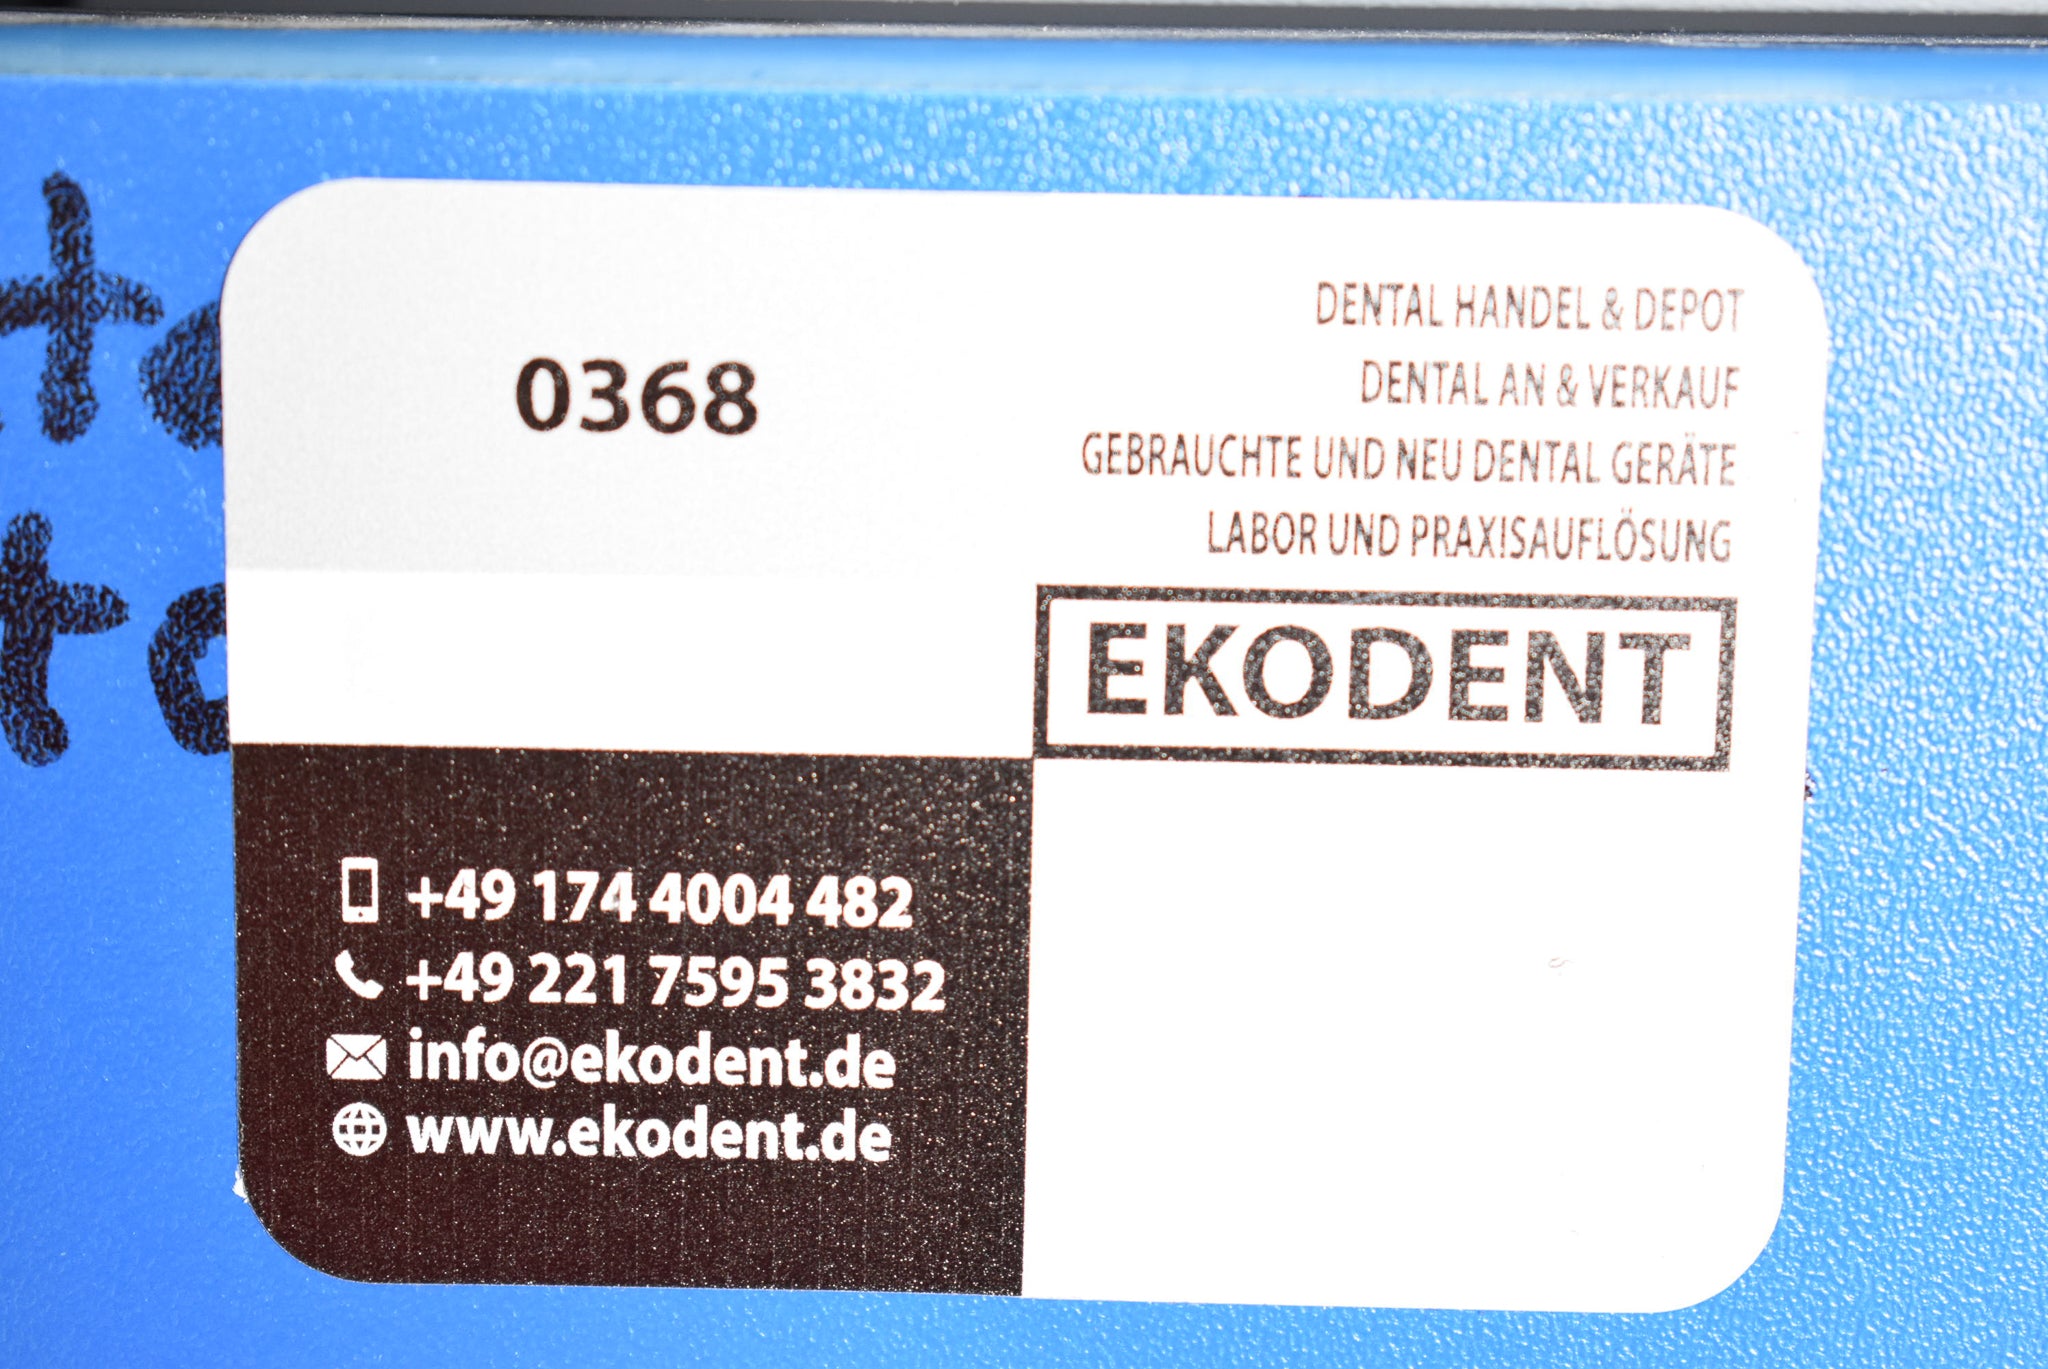 0368
DENTAL HANDEL & DEPOT
DENTAL AN & VERKAUF
GEBRAUCHTE UND NEU DENTAL GERÄTE
LABOR UND PRAXISAUFLÖSUNG
EKODENT
+49 174 4004 482
+49 221 7595 3832
info@ekodent.de
www.ekodent.de